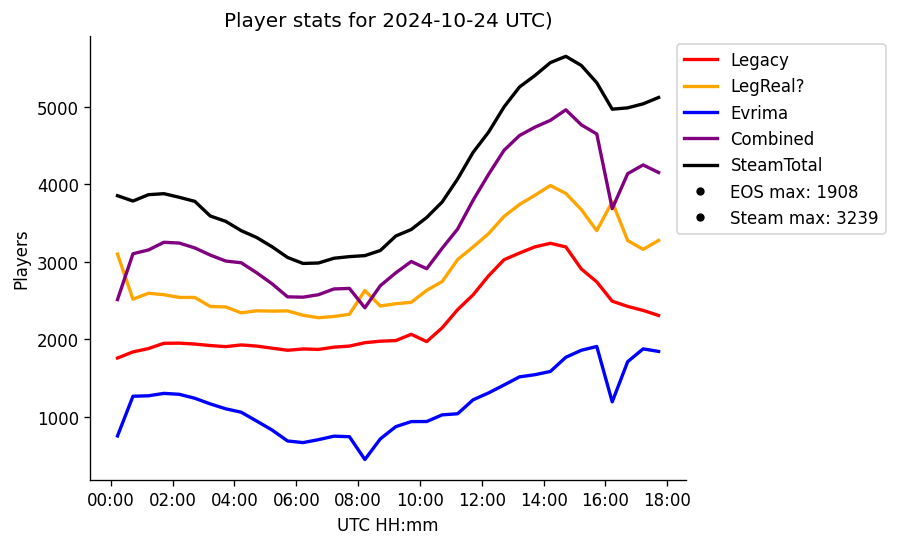 Player stats for 2024-10-24 UTC)
Legacy
LegReal?
Evrima
Combined
SteamTotal
EOS max: 1908
Steam max: 3239
Players
5000
4000
3000
2000
1000
00:00 02:00 04:00 06:00 08:00 10:00 12:00 14:00 16:00 18:00
UTC HH:mm